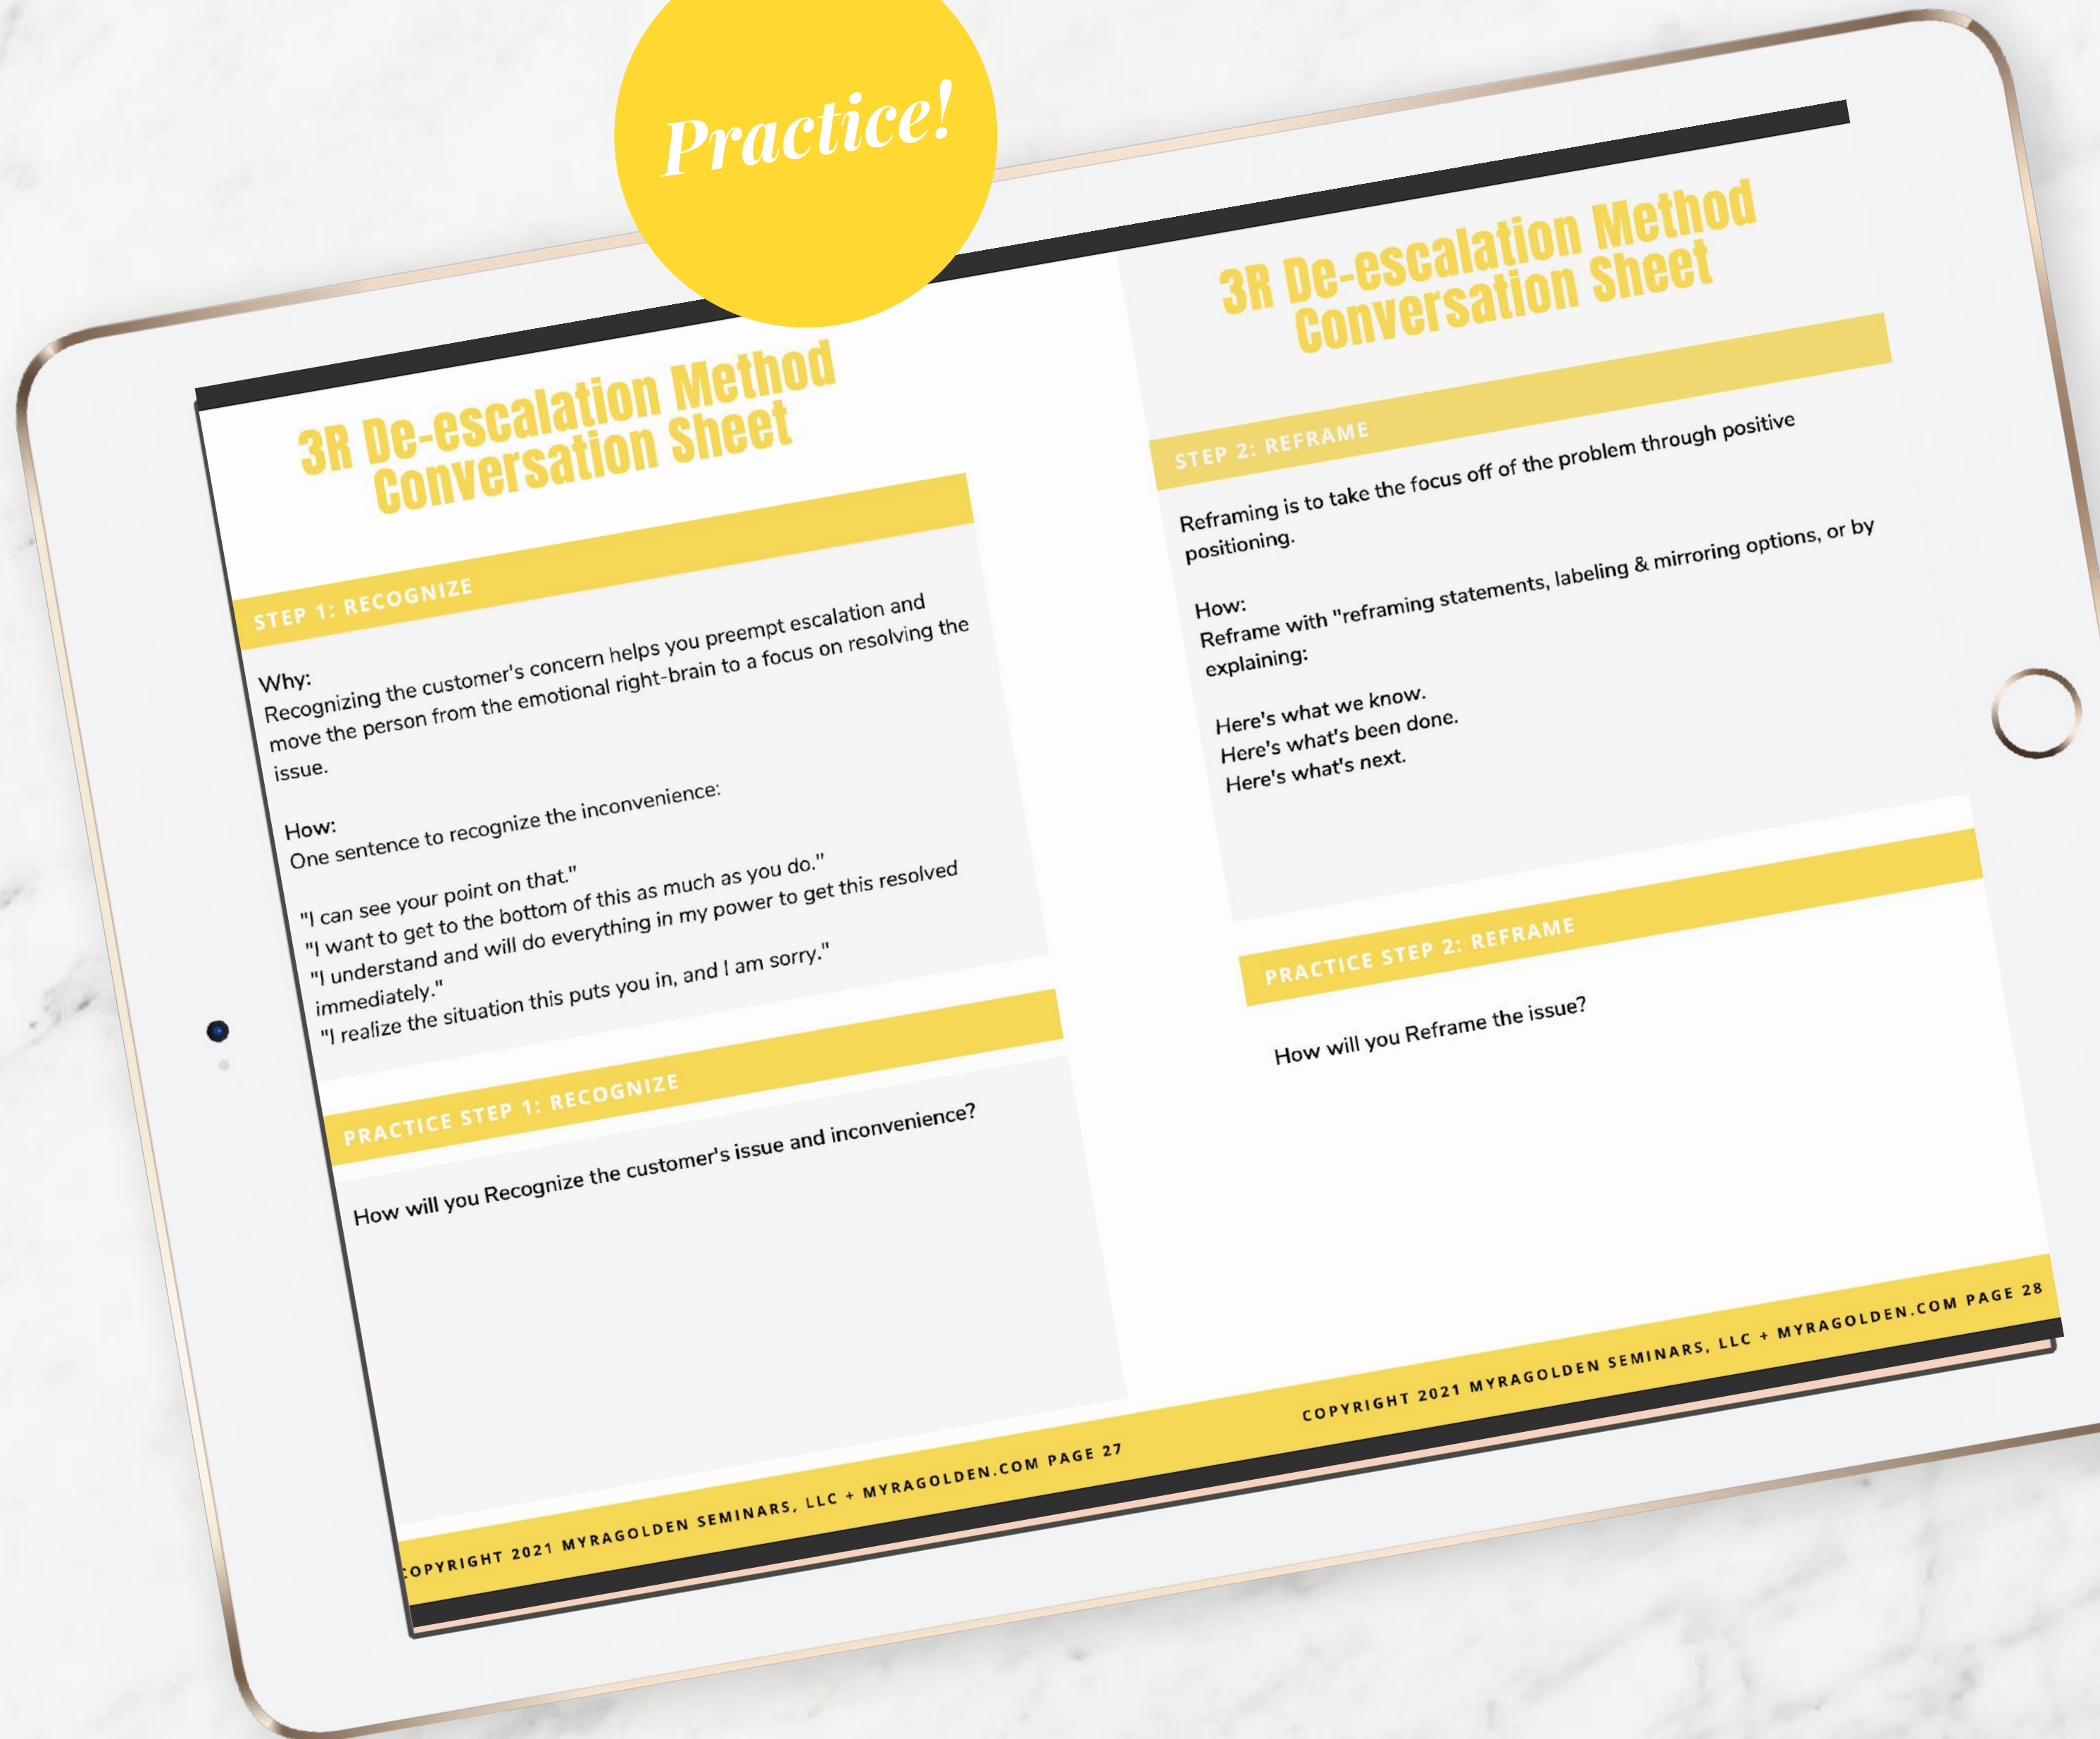 Practice!
3R De-escalation Method
Conversation Sheet
STEP 1: RECOGNIZE
Why:
Recognizing the customer's concern helps you preempt escalation and
move the person from the emotional right-brain to a focus on resolving the
issue.
How:
One sentence to recognize the inconvenience:
"I can see your point on that."
"I want to get to the bottom of this as much as you do."
"I understand and will do everything in my power to get this resolved
immediately."
"I realize the situation this puts you in, and I am sorry."
PRACTICE STEP 1: RECOGNIZE
How will you Recognize the customer's issue and inconvenience?
COPYRIGHT 2021 MYRAGOLDEN SEMINARS, LLC + MYRAGOLDEN.COM PAGE 27
3R De-escalation Method
Conversation Sheet
STEP 2: REFRAME
Reframing is to take the focus off of the problem through positive
positioning.
How:
Reframe with "reframing statements, labeling & mirroring options, or by
explaining:
Here's what we know.
Here's what's been done.
Here's what's next.
PRACTICE STEP 2: REFRAME
How will you Reframe the issue?
COPYRIGHT 2021 MYRAGOLDEN SEMINARS, LLC + MYRAGOLDEN.COM PAGE 28